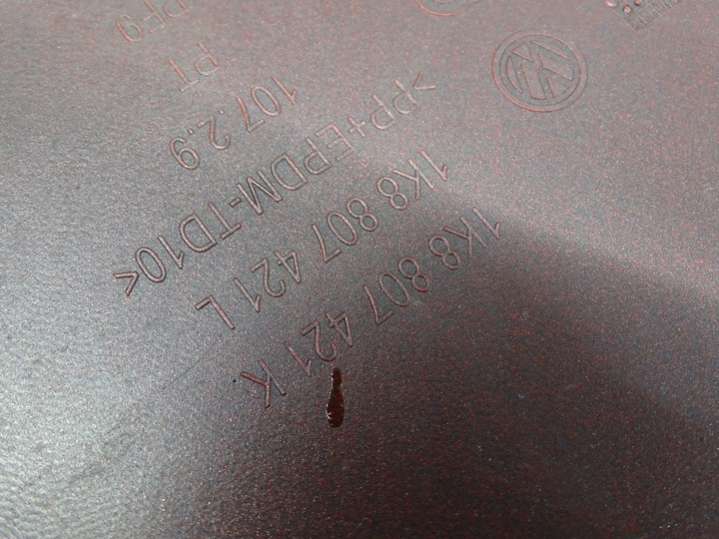 1K8 807 421 K
1K8 807 421 L
>PP+EPDM-TD10<
107.2.9
PT